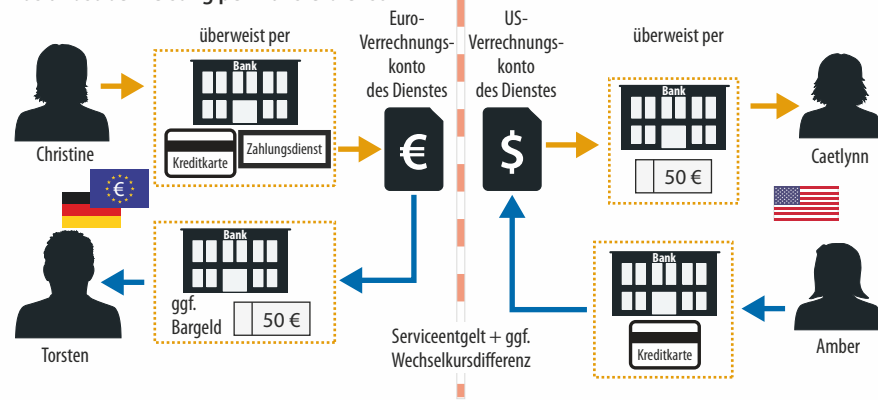 überweist per
Euro-
Verrechnungs-
konto
des Dienstes
US-
Verrechnungs-
konto
des Dienstes
überweist per
Bank
Kreditkarte
Zahlungsdienst
Christine
€
$
Bank
50 €
Caetlynn
€
Bank
ggf.
Bargeld
50 €
Torsten
Serviceentgelt + ggf.
Wechselkursdifferenz
Bank
Kreditkarte
Amber